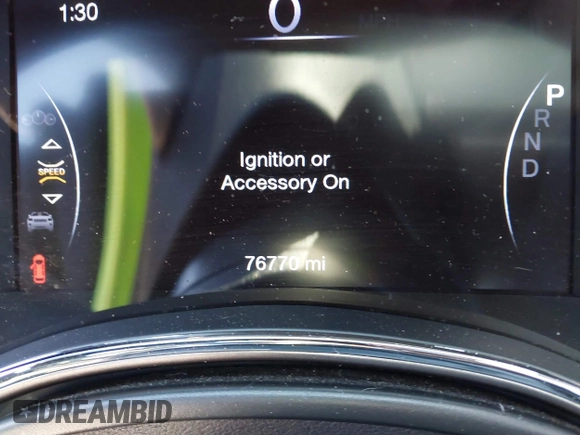 1:30
0
P
R
N
D
SPEED
Ignition or
Accessory On
76770 mi
DREAMBID